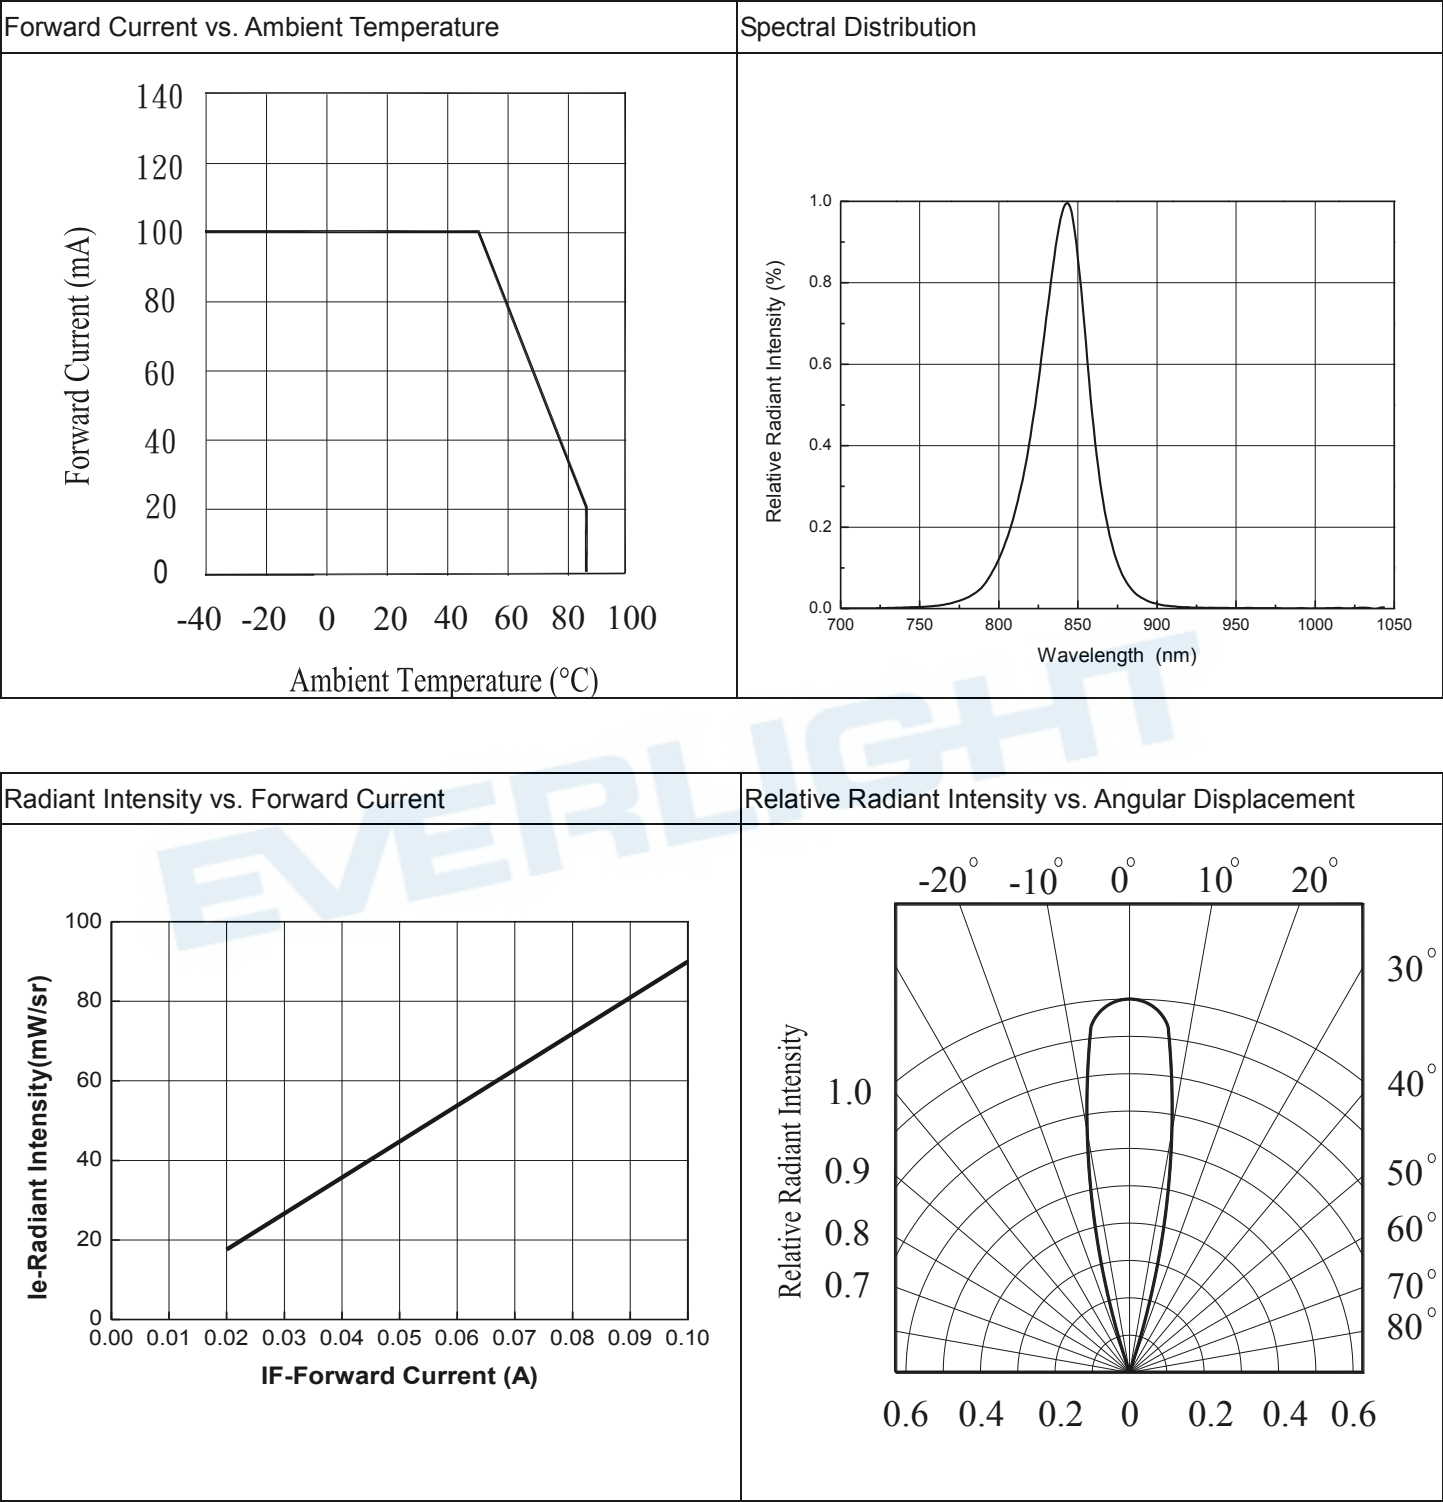 Forward Current vs. Ambient Temperature
Forward Current (mA)
140
120
100
80
60
40
20
0
-40 -20 0 20 40 60 80 100
Ambient Temperature (°C)
Spectral Distribution
Relative Radiant Intensity (%)
1.0
0.8
0.6
0.4
0.2
0.0
700 750 800 850 900 950 1000 1050
Wavelength (nm)
EVERLIGHT
Radiant Intensity vs. Forward Current
Ie-Radiant Intensity(mW/sr)
100
80
60
40
20
0
0.00 0.01 0.02 0.03 0.04 0.05 0.06 0.07 0.08 0.09 0.10
IF-Forward Current (A)
Relative Radiant Intensity vs. Angular Displacement
-20° -10° 0° 10° 20°
30°
40°
50°
60°
70°
80°
Relative Radiant Intensity
1.0
0.9
0.8
0.7
0.6 0.4 0.2 0 0.2 0.4 0.6